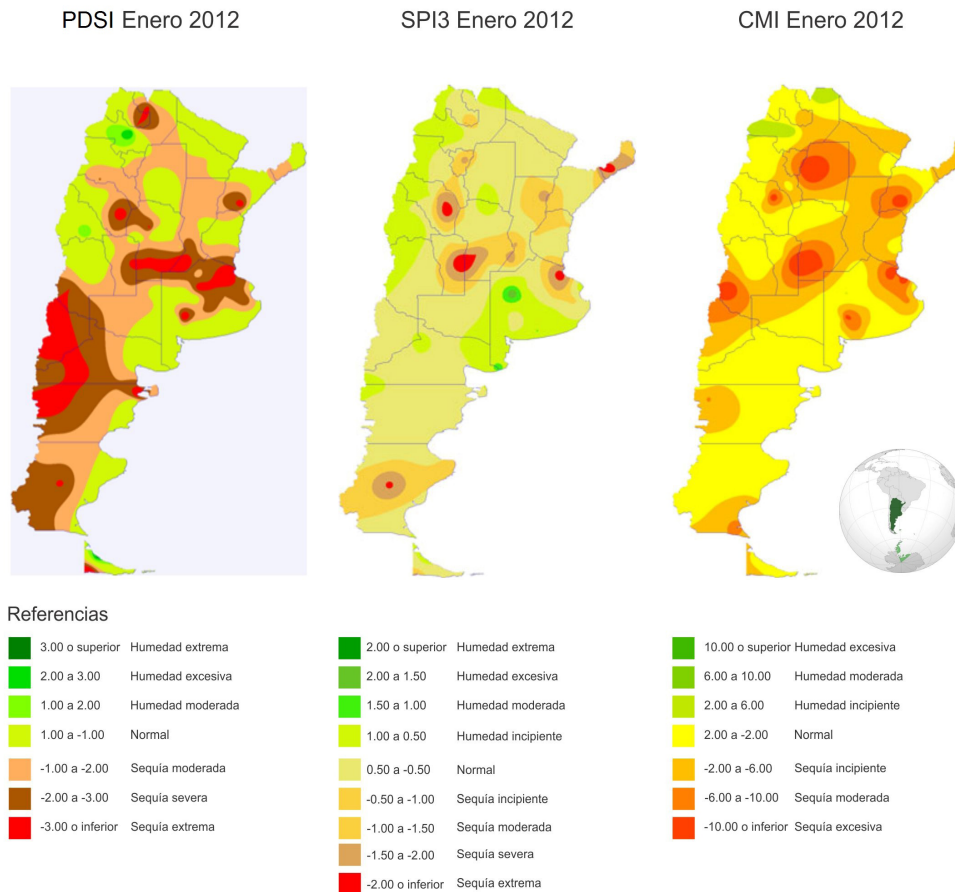 PDSI Enero 2012
SPI3 Enero 2012
CMI Enero 2012
Referencias
3.00 o superior Humedad extrema
2.00 a 3.00 Humedad excesiva
1.00 a 2.00 Humedad moderada
1.00 a -1.00 Normal
-1.00 a -2.00 Sequía moderada
-2.00 a -3.00 Sequía severa
-3.00 o inferior Sequía extrema
2.00 o superior Humedad extrema
2.00 a 1.50 Humedad excesiva
1.50 a 1.00 Humedad moderada
1.00 a 0.50 Humedad incipiente
0.50 a -0.50 Normal
-0.50 a -1.00 Sequía incipiente
-1.00 a -1.50 Sequía moderada
-1.50 a -2.00 Sequía severa
-2.00 o inferior Sequía extrema
10.00 o superior Humedad excesiva
6.00 a 10.00 Humedad moderada
2.00 a 6.00 Humedad incipiente
2.00 a -2.00 Normal
-2.00 a -6.00 Sequía incipiente
-6.00 a -10.00 Sequía moderada
-10.00 o inferior Sequía excesiva